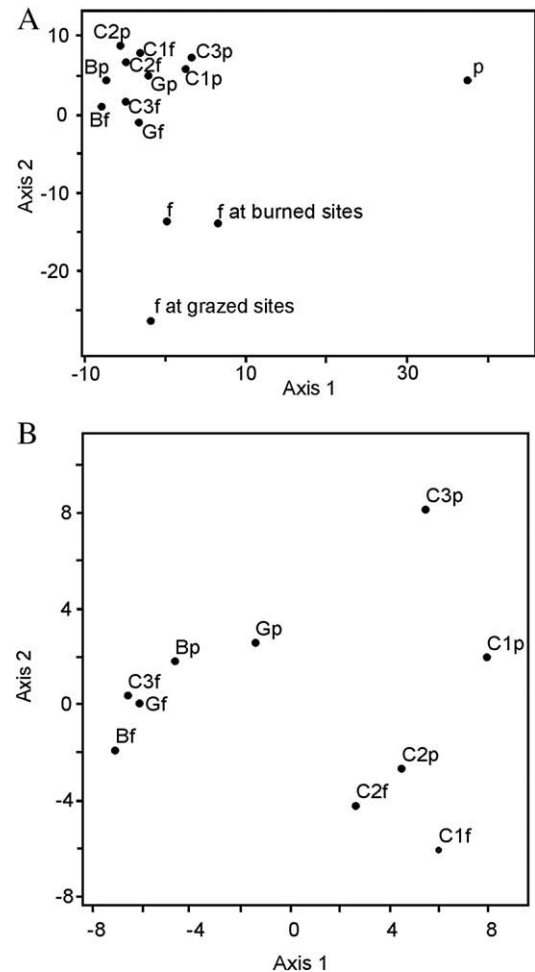 A
10
0
-10
-20
Axis 2
C2p
C1f
C3p
C2f
Bp
Gp
C1p
p
Bf
C3f
Gf
f
f at burned sites
f at grazed sites
-10
10
30
Axis 1
B
8
4
0
-4
-8
Axis 2
C3p
Gp
C1p
Bp
C3f
Gf
Bf
C2p
C2f
C1f
-8
-4
0
4
8
Axis 1